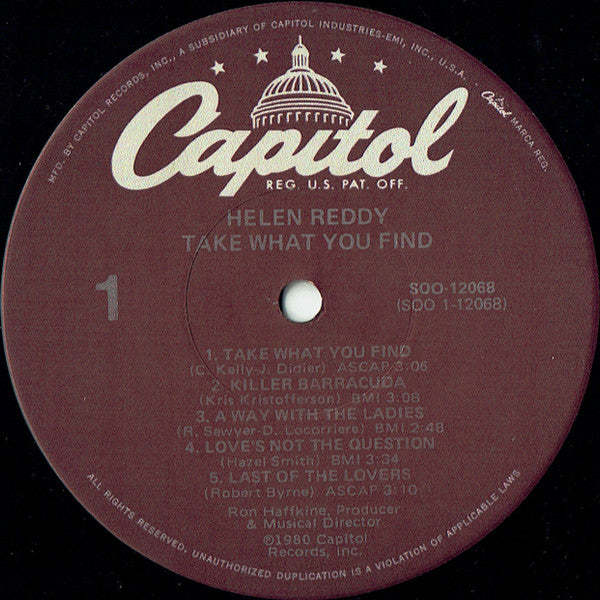 MFD. BY CAPITOL RECORDS, INC., A SUBSIDIARY OF CAPITOL INDUSTRIES-EMI, INC., U.S.A.
Capitol MARCA REG.
Capitol
REG. U.S. PAT. OFF.
HELEN REDDY
TAKE WHAT YOU FIND
1
SOO-12068
(SOO 1-12068)
1. TAKE WHAT YOU FIND
(C. Kelly-J. Didier) ASCAP 3:06
2. KILLER BARRACUDA
(Kris Kristofferson) BMI 3:08
3. A WAY WITH THE LADIES
(R. Sawyer-D. Locorriere) BMI 2:48
4. LOVE'S NOT THE QUESTION
(Hazel Smith) BMI 3:34
5. LAST OF THE LOVERS
(Robert Byrne) ASCAP 3:10
Ron Haffkine, Producer
& Musical Director
©1980 Capitol
Records, Inc.
ALL RIGHTS RESERVED. UNAUTHORIZED DUPLICATION IS A VIOLATION OF APPLICABLE LAWS